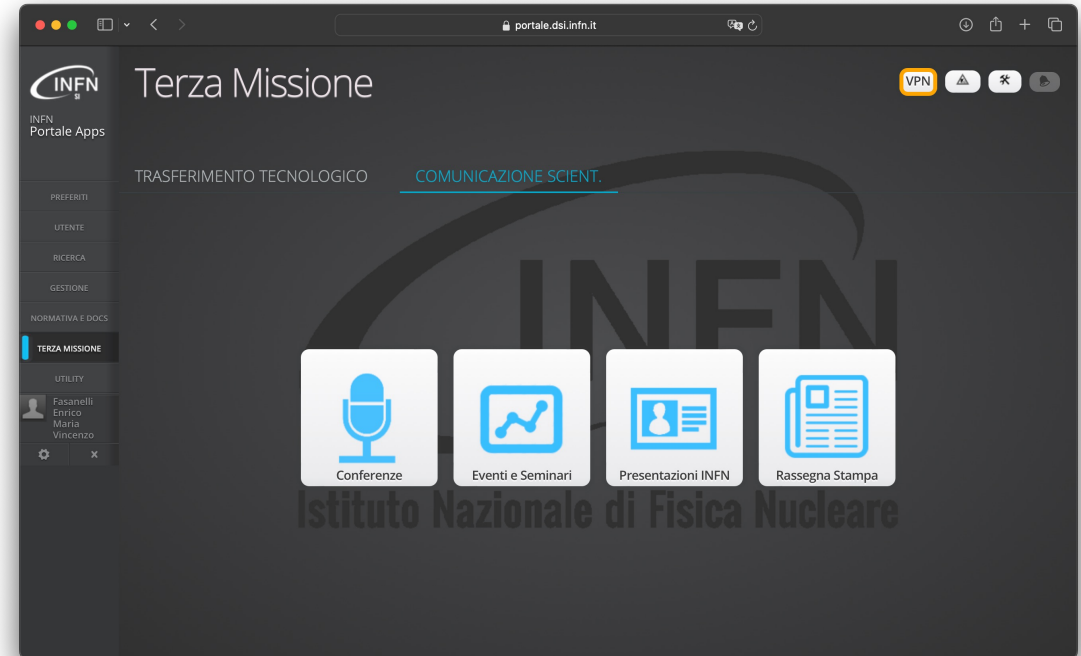 portale.dsi.infn.it
INFN
SI
INFN
Portale Apps
Terza Missione
VPN
TRASFERIMENTO TECNOLOGICO
COMUNICAZIONE SCIENT.
PREFERITI
UTENTE
RICERCA
GESTIONE
NORMATIVA E DOCS
TERZA MISSIONE
UTILITY
Fasanelli
Enrico
Maria
Vincenzo
INFN
Conferenze
Eventi e Seminari
Presentazioni INFN
Rassegna Stampa
Istituto Nazionale di Fisica Nucleare